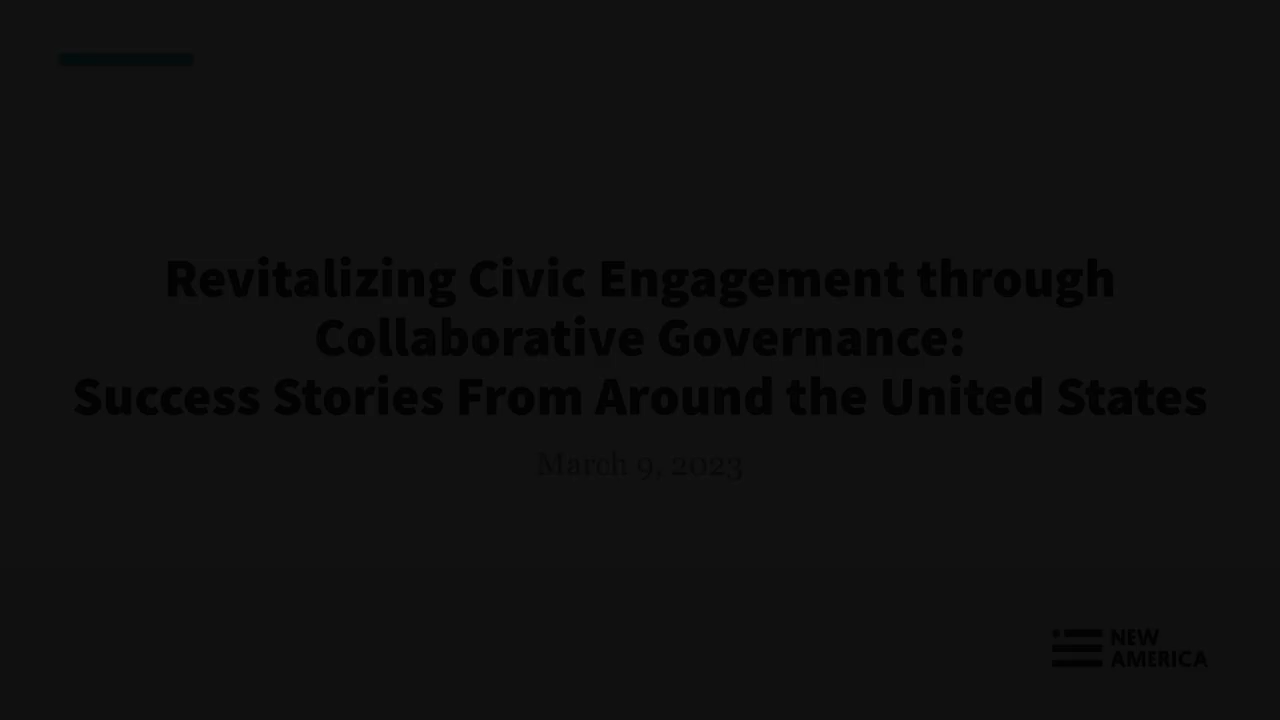 Revitalizing Civic Engagement through
Collaborative Governance:
Success Stories From Around the United States
March 9, 2023
NEW
AMERICA